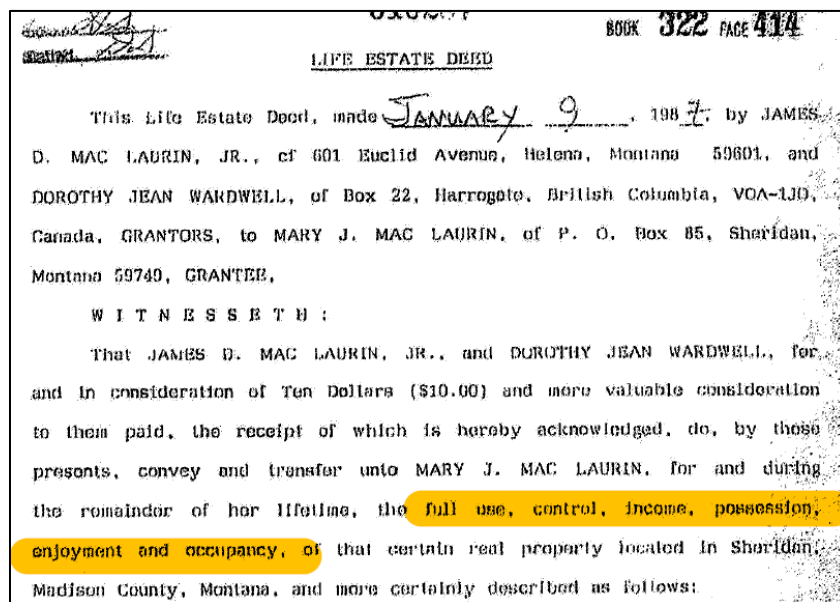 BOOK 322 PAGE 414
LIFE ESTATE DEED
This Life Estate Deed, made JANUARY 9, 1987, by JAMES
D. MAC LAURIN, JR., of 601 Euclid Avenue, Helena, Montana 59601, and
DOROTHY JEAN WARDWELL, of Box 22, Harrogate, British Columbia, VOA-1JO,
Canada, GRANTORS, to MARY J. MAC LAURIN, of P. O. Box 85, Sheridan,
Montana 59749, GRANTEE,
W I T N E S S E T H :
That JAMES D. MAC LAURIN, JR., and DOROTHY JEAN WARDWELL, for
and in consideration of Ten Dollars ($10.00) and more valuable consideration
to them paid, the receipt of which is hereby acknowledged, do, by these
presents, convey and transfer unto MARY J. MAC LAURIN, for and during
the remainder of her lifetime, the full use, control, income, possession,
enjoyment and occupancy, of that certain real property located in Sheridan,
Madison County, Montana, and more certainly described as follows: